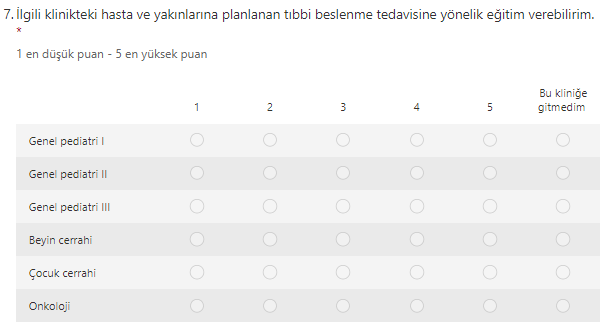 7. İlgili klinikteki hasta ve yakınlarına planlanan tıbbi beslenme tedavisine yönelik eğitim verebilirim.
*
1 en düşük puan - 5 en yüksek puan
1 2 3 4 5 Bu kliniğe gitmedim
Genel pediatri I
Genel pediatri II
Genel pediatri III
Beyin cerrahi
Çocuk cerrahi
Onkoloji